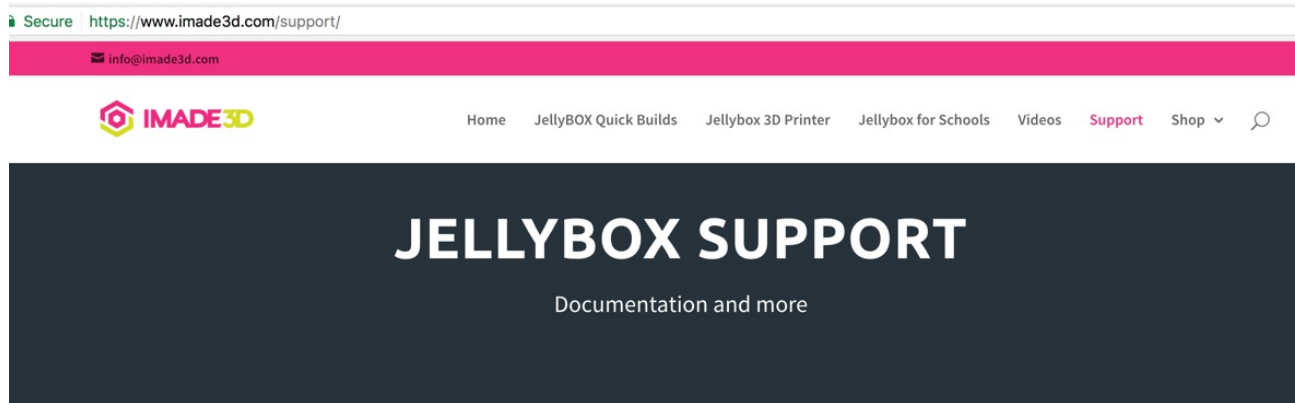 Secure https://www.imade3d.com/support/
info@imade3d.com
IMADE3D Home JellyBOX Quick Builds Jellybox 3D Printer Jellybox for Schools Videos Support Shop
JELLYBOX SUPPORT
Documentation and more